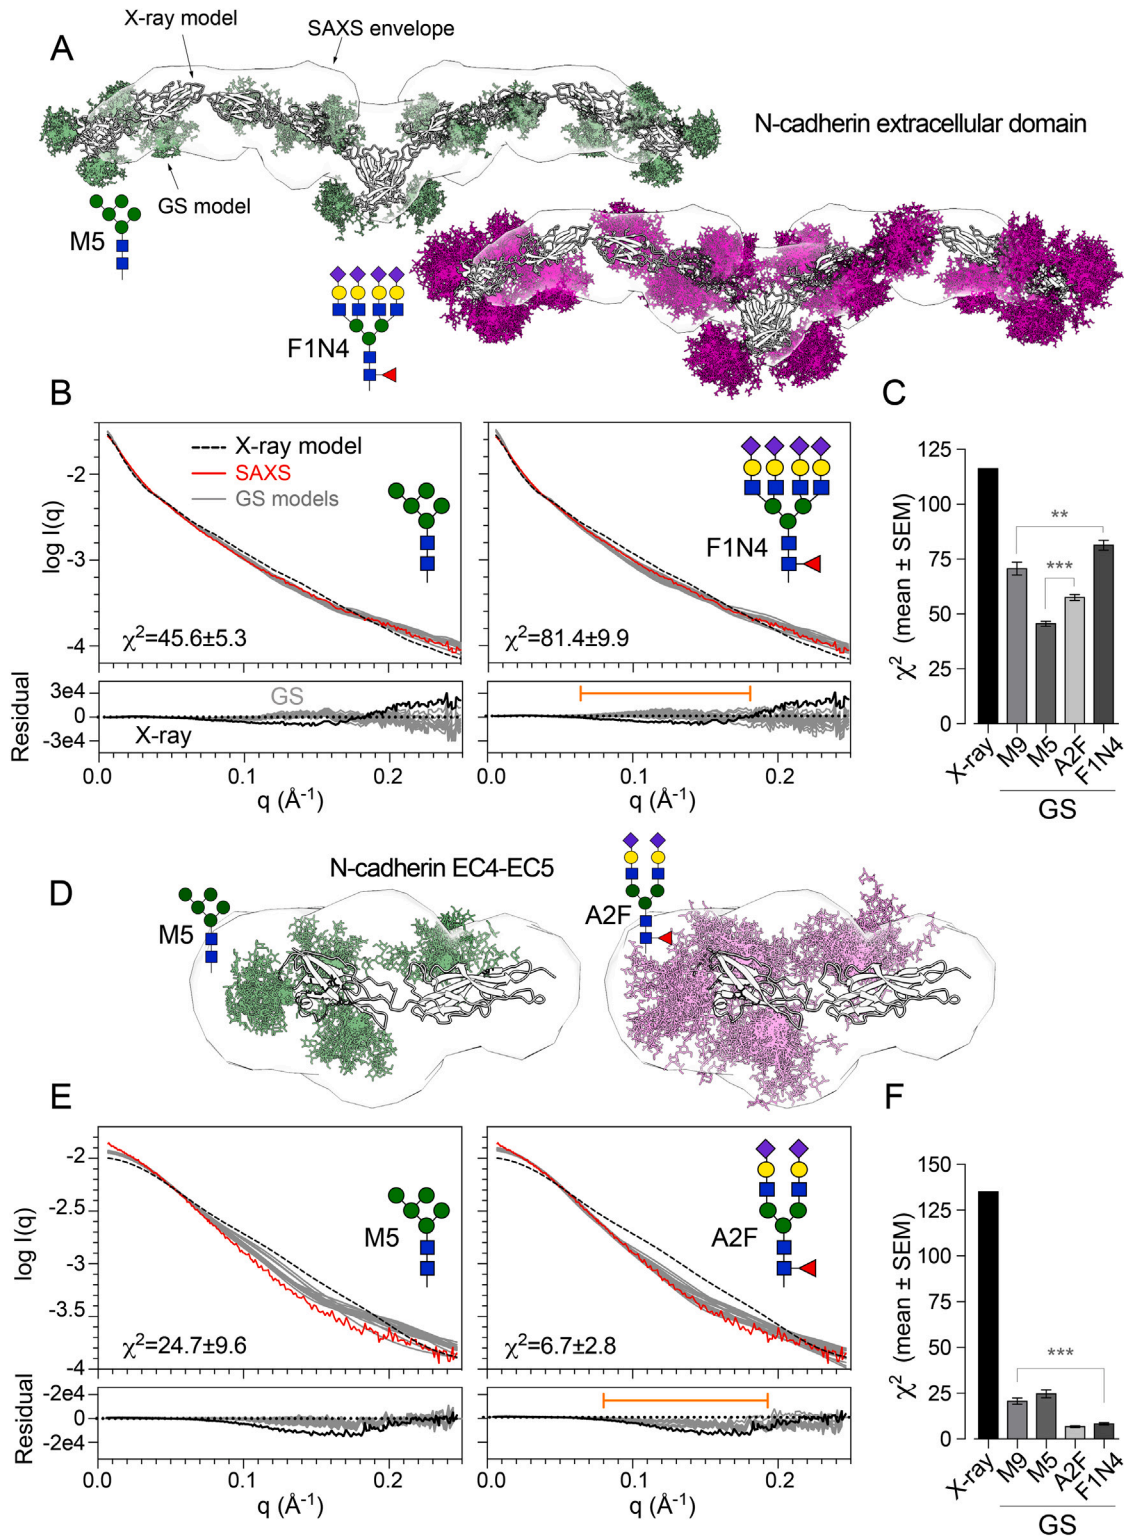 A
X-ray model
SAXS envelope
N-cadherin extracellular domain
GS model
M5
F1N4
B
log I(q)
-2
-3
-4
X-ray model
SAXS
GS models
χ²=45.6±5.3
F1N4
χ²=81.4±9.9
Residual
3e4
0
-3e4
GS
X-ray
0.0
0.1
0.2
q (Å⁻¹)
0.0
0.1
0.2
q (Å⁻¹)
C
χ² (mean ± SEM)
125
100
75
50
25
0
**
***
X-ray
M9
M5
A2F
F1N4
GS
D
N-cadherin EC4-EC5
M5
A2F
E
log I(q)
-2
-2.5
-3
-3.5
-4
M5
χ²=24.7±9.6
A2F
χ²=6.7±2.8
Residual
-2e4
0
-2e4
0.0
0.1
0.2
q (Å⁻¹)
0.0
0.1
0.2
q (Å⁻¹)
F
χ² (mean ± SEM)
150
125
100
75
50
25
0
***
X-ray
M9
M5
A2F
F1N4
GS